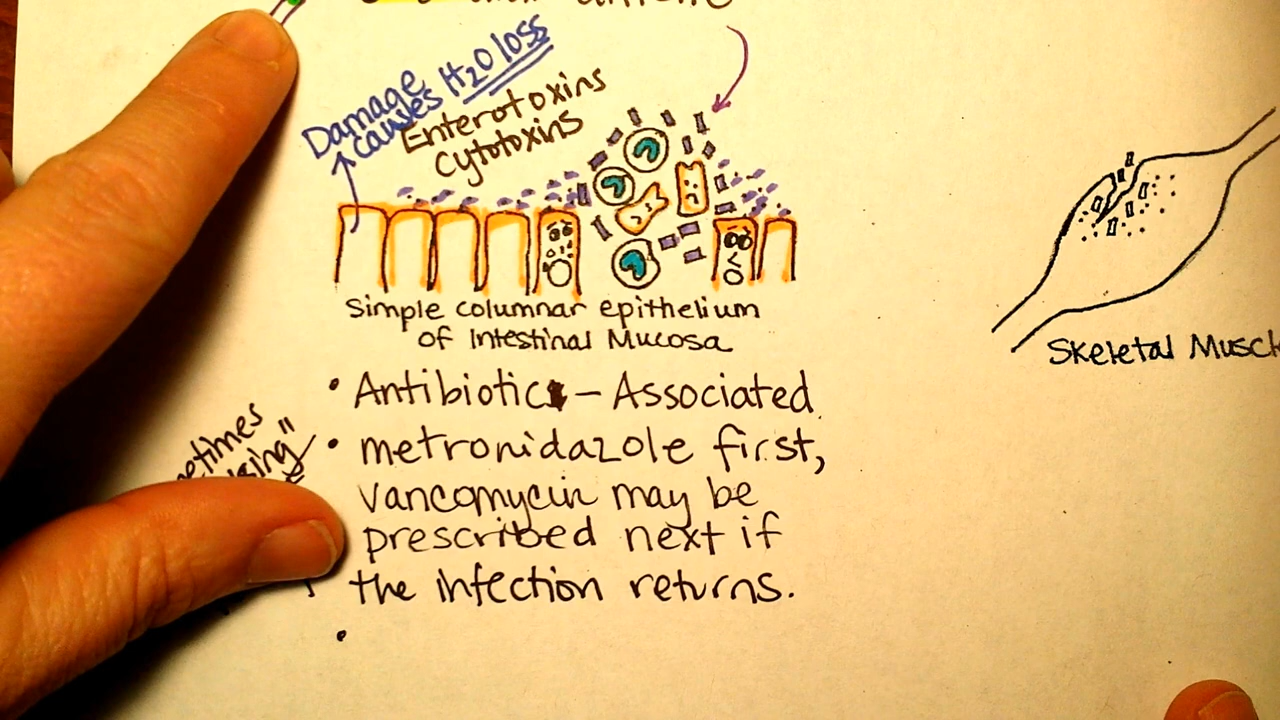 Damage
causes H2O loss
Enterotoxins
Cytotoxins
Simple columnar epithelium
of Intestinal Mucosa
• Antibiotic - Associated
• metronidazole first,
vancomycin may be
prescribed next if
the infection returns.
•
Skeletal